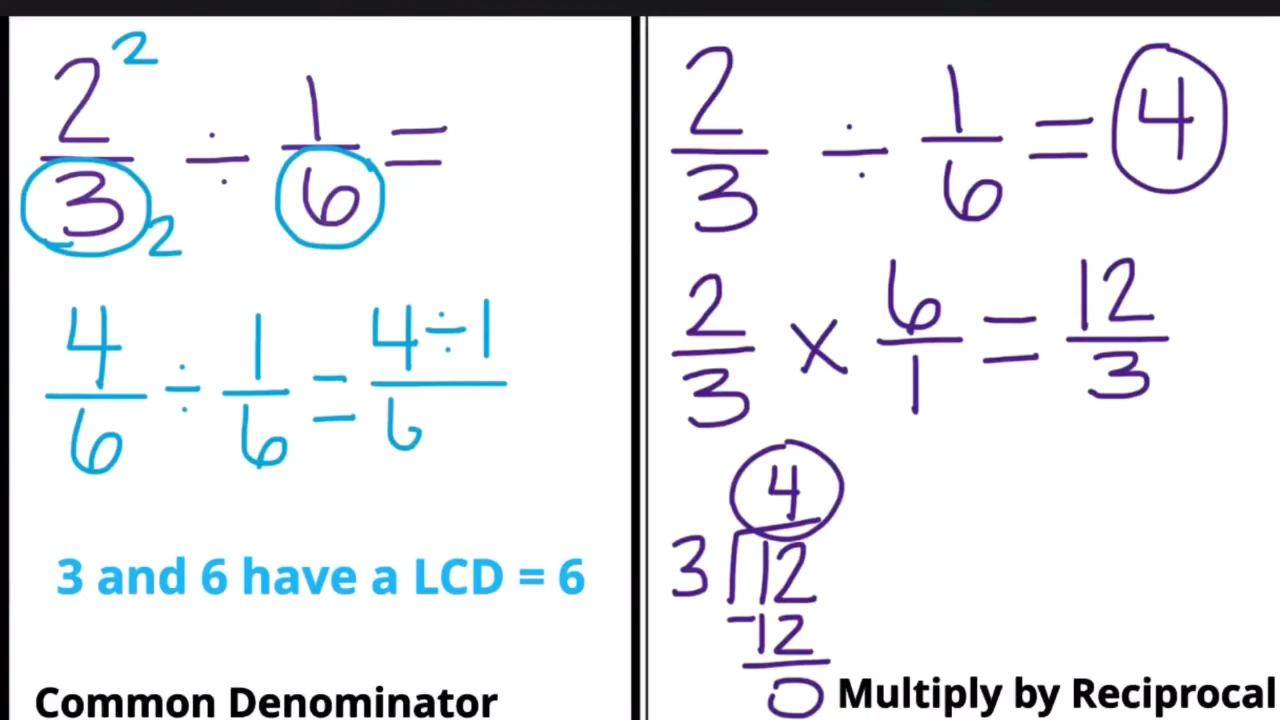 2/3 2 2 ÷ 1/6 =
4/6 ÷ 1/6 = 4÷1/6
3 and 6 have a LCD = 6
Common Denominator
2/3 ÷ 1/6 = 4
2/3 × 6/1 = 12/3
4
3 12
-12
0
Multiply by Reciprocal